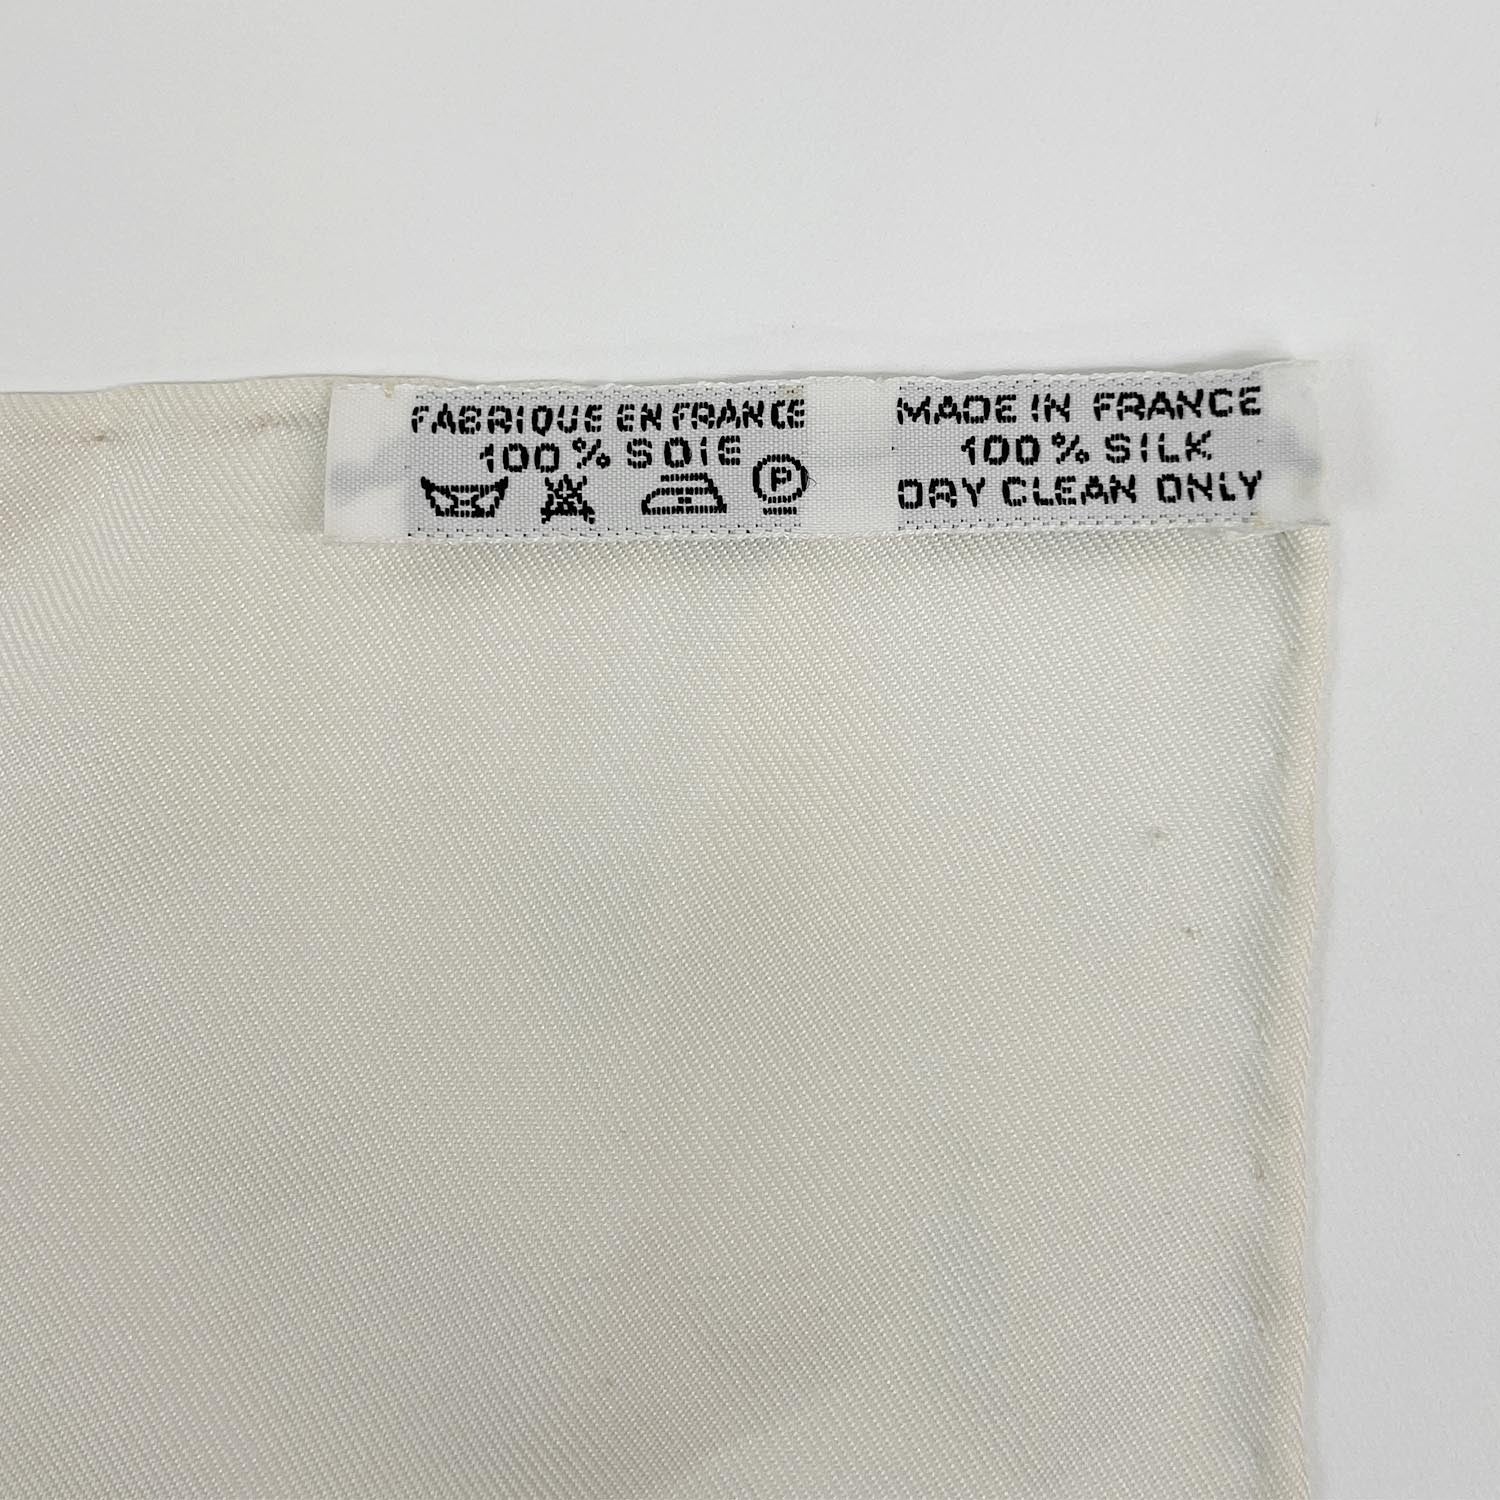 FABRIQUE EN FRANCE
100% SOIE
P
MADE IN FRANCE
100% SILK
DRY CLEAN ONLY